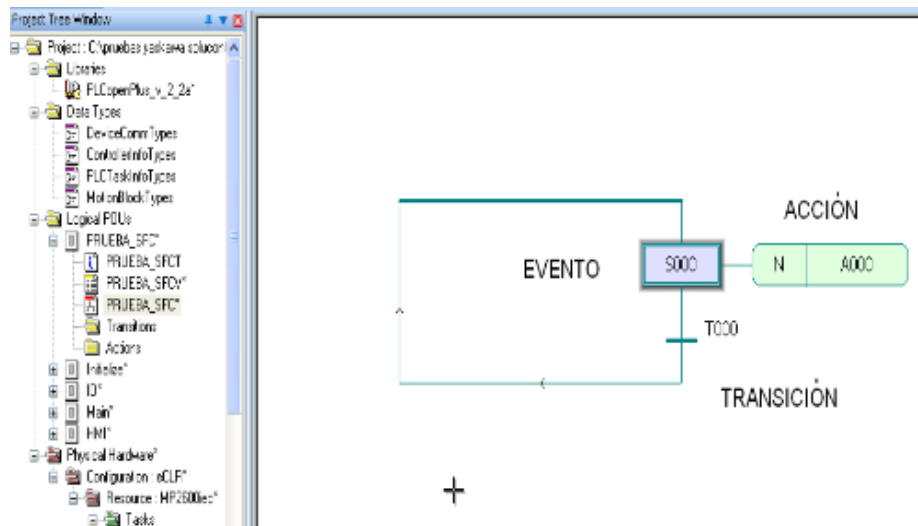 Project Tree Window
Project : C:\pruebas yaskawa solucon
Libraries
PLCopenPlus_v_2_2a*
Data Types
DeviceCommTypes
ControllerInfoTypes
PLCTaskInfoTypes
MotionBlockTypes
Logical POUs
PRUEBA_SFC*
PRUEBA_SFCT
PRUEBA_SFCV*
PRUEBA_SFC*
Transitions
Actions
Initialize*
IO*
Main*
HMI*
Physical Hardware*
Configuration : eCLR*
Resource : MP2600iec*
Tasks
ACCIÓN
EVENTO
S000
N
A000
T000
TRANSICIÓN